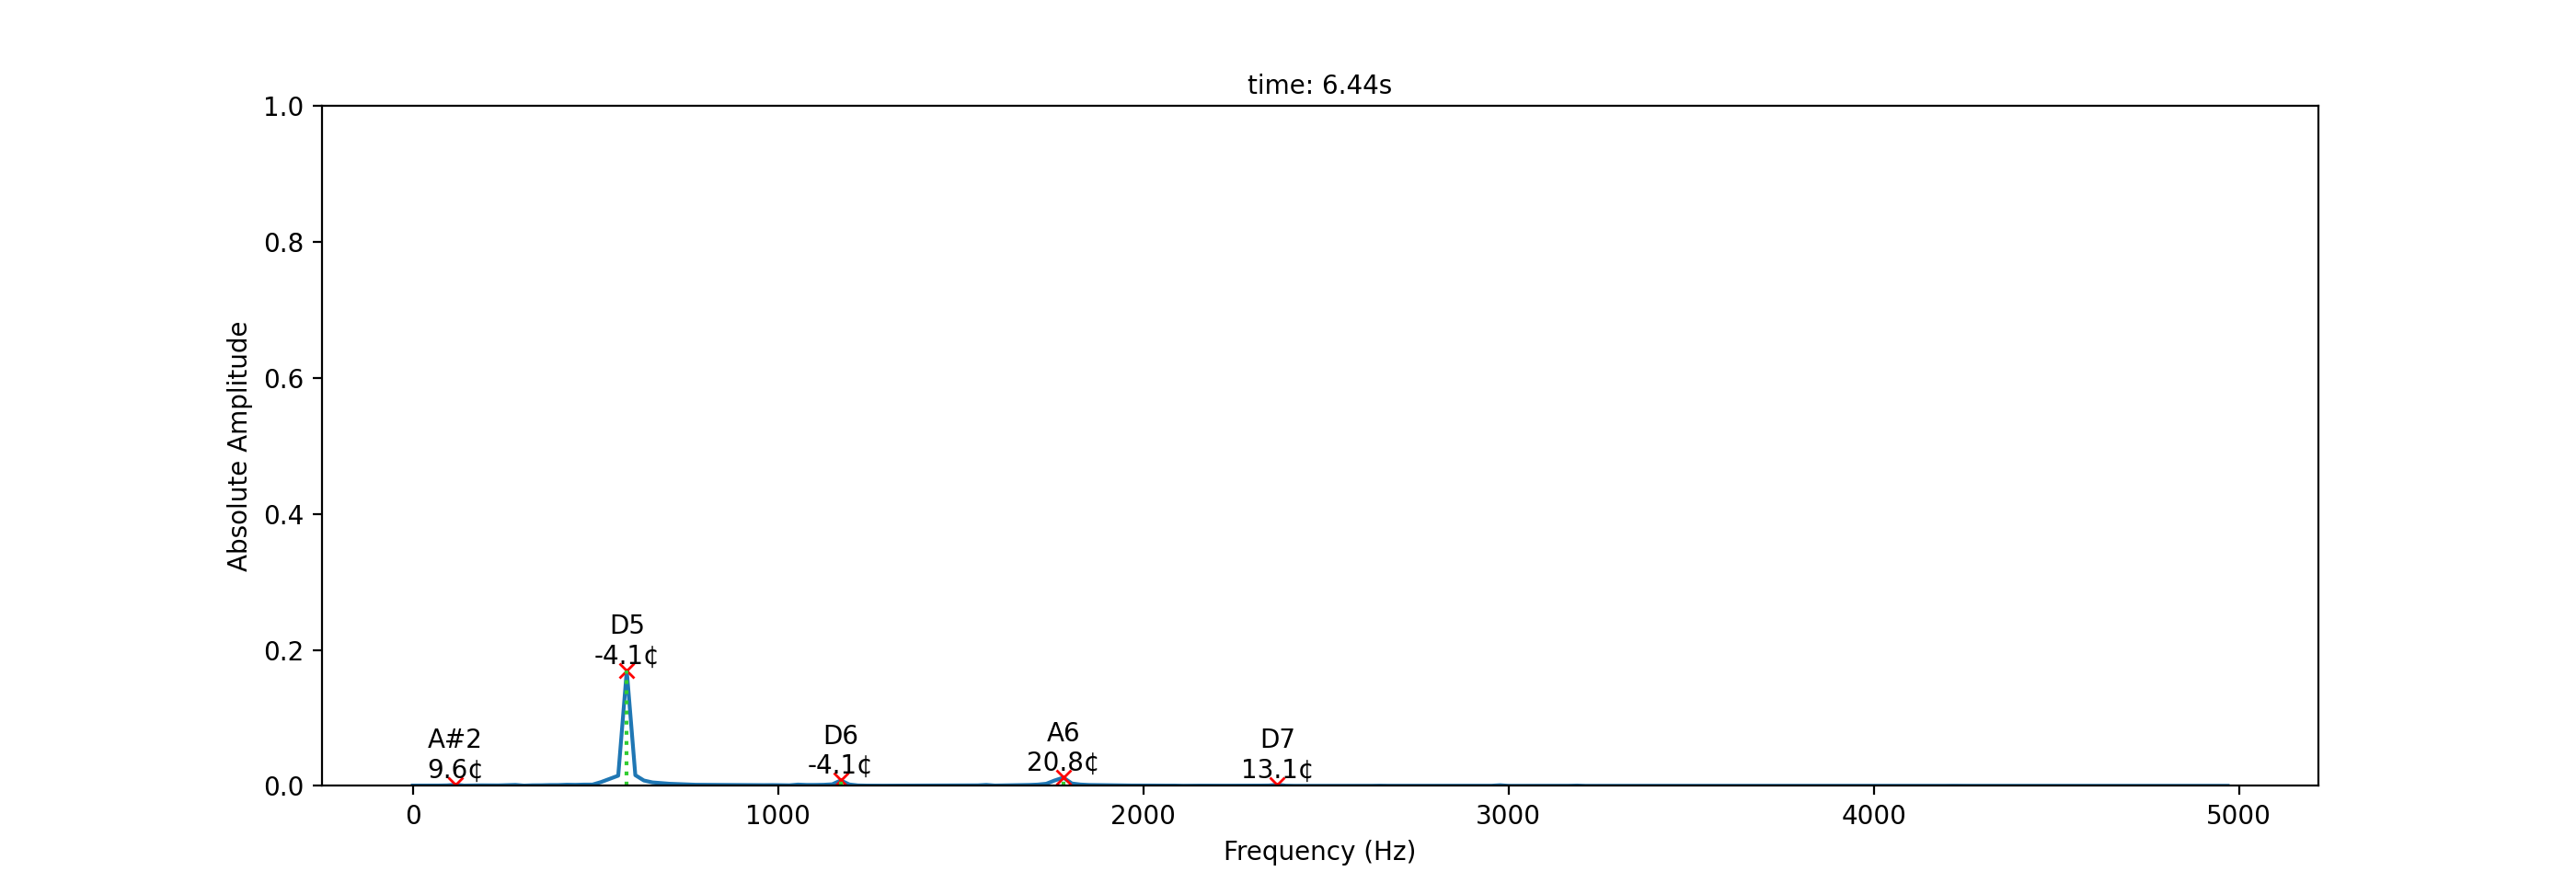 time: 6.44s
1.0
0.8
0.6
0.4
0.2
0.0
Absolute Amplitude
D5
-4.1¢
A#2
9.6¢
D6
-4.1¢
A6
20.8¢
D7
13.1¢
0 1000 2000 3000 4000 5000
Frequency (Hz)